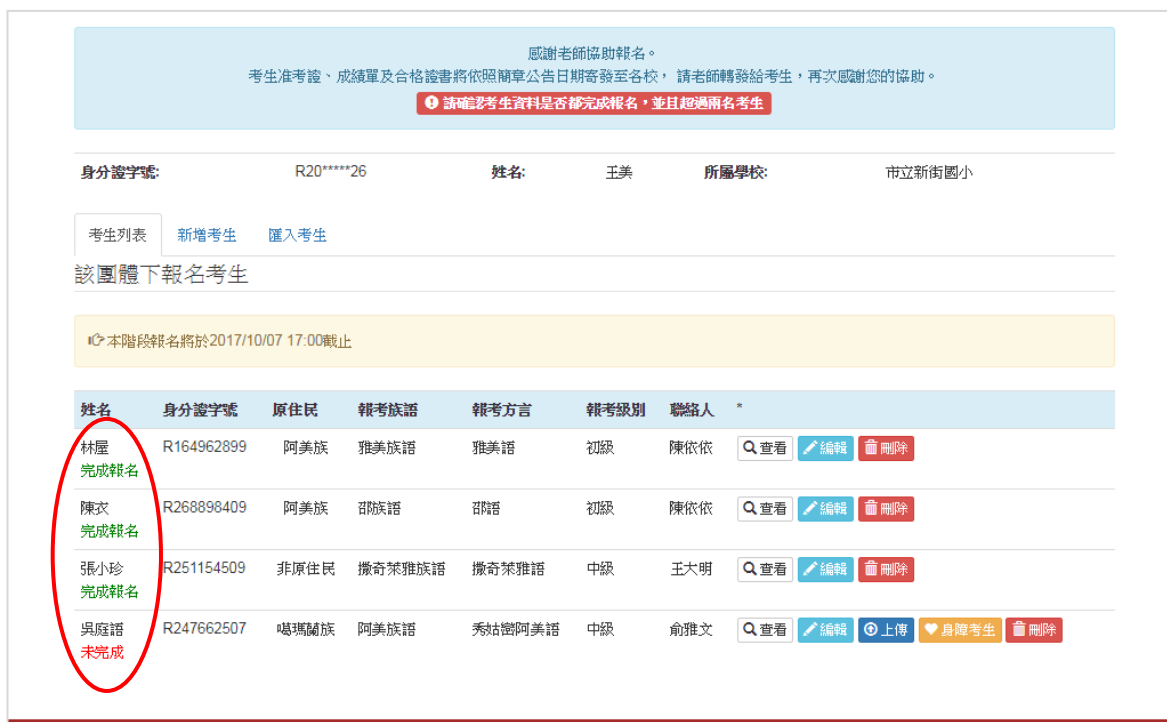 感謝老師協助報名。
考生准考證、成績單及合格證書將依照簡章公告日期寄發至各校， 請老師轉發給考生，再次感謝您的協助。
請確認考生資料是否都完成報名，並且超過兩名考生
身分證字號: R20*****26 姓名: 王美 所屬學校: 市立新街國小
考生列表 新增考生 匯入考生
該團體下報名考生
本階段報名將於2017/10/07 17:00截止
姓名 身分證字號 原住民 報考族語 報考方言 報考級別 聯絡人 *
林屋 R164962899 阿美族 雅美族語 雅美語 初級 陳依依 查看 編輯 刪除
完成報名
陳衣 R268898409 阿美族 邵族語 邵語 初級 陳依依 查看 編輯 刪除
完成報名
張小珍 R251154509 非原住民 撒奇萊雅族語 撒奇萊雅語 中級 王大明 查看 編輯 刪除
完成報名
吳庭語 R247662507 噶瑪蘭族 阿美族語 秀姑巒阿美語 中級 俞雅文 查看 編輯 上傳 身障考生 刪除
未完成